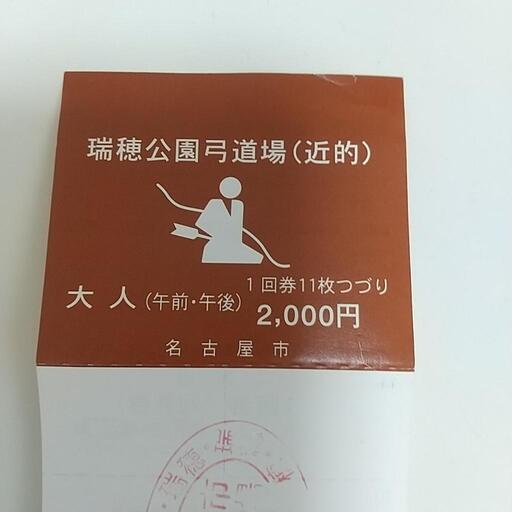 瑞穂公園弓道場(近的)
1回券11枚つづり
大人(午前・午後) 2,000円
名古屋市